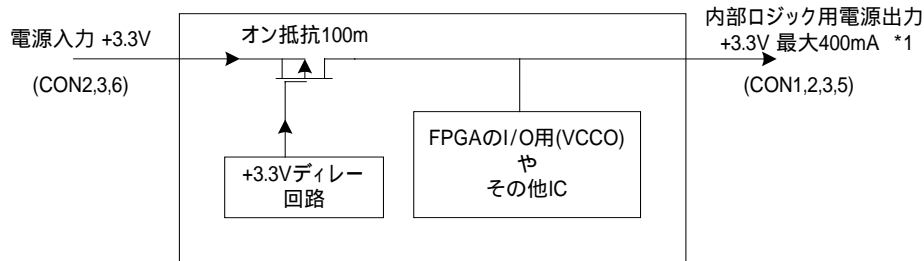 電源入力 +3.3V
(CON2,3,6)
オン抵抗100m
内部ロジック用電源出力
+3.3V 最大400mA *1
(CON1,2,3,5)
+3.3Vディレー
回路
FPGAのI/O用(VCCO)
や
その他IC